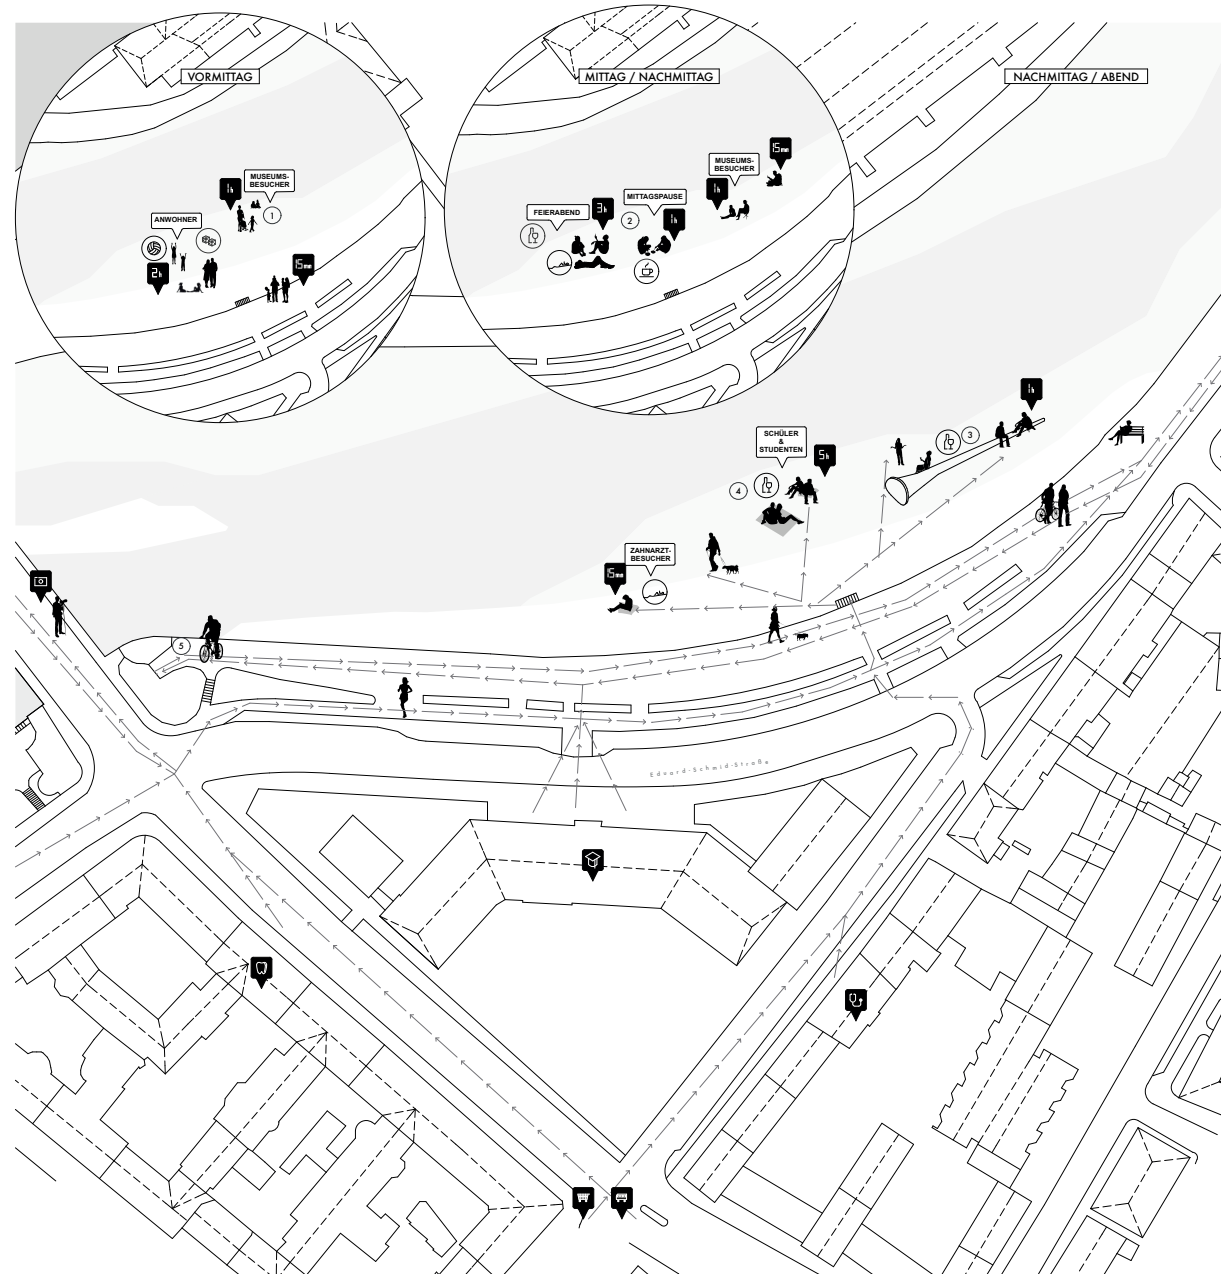 VORMITTAG
MITTAG / NACHMITTAG
NACHMITTAG / ABEND
MUSEUMS-
BESUCHER
1h
1
ANWOHNER
2h
15min
MUSEUMS-
BESUCHER
15min
1h
MITTAGSPAUSE
FEIERABEND
3h
2
1h
SCHÜLER
&
STUDENTEN
5h
4
3
1h
ZAHNARZT-
BESUCHER
15min
5
Edoard-Schmid-Straße